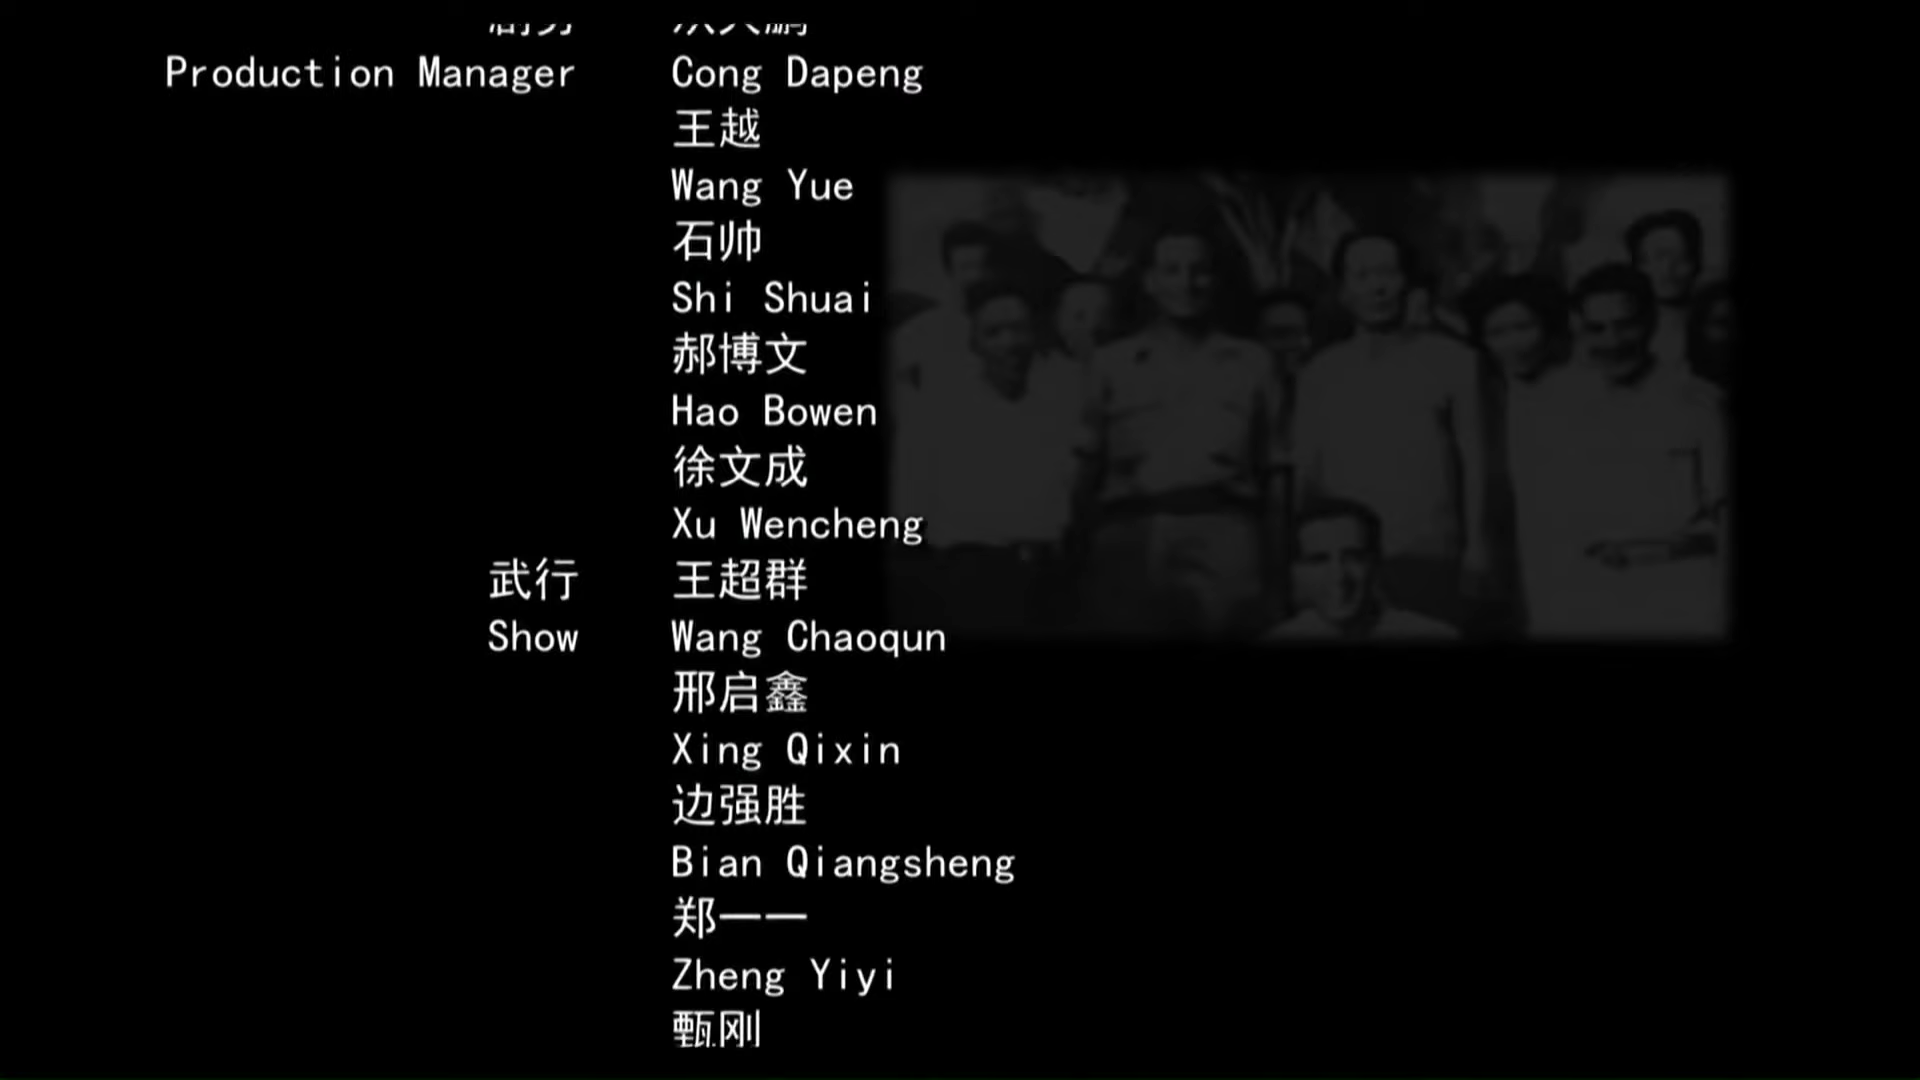 Production Manager Cong Dapeng
王越
Wang Yue
石帅
Shi Shuai
郝博文
Hao Bowen
徐文成
Xu Wencheng
武行 王超群
Show Wang Chaoqun
邢启鑫
Xing Qixin
边强胜
Bian Qiangsheng
郑一一
Zheng Yiyi
甄刚